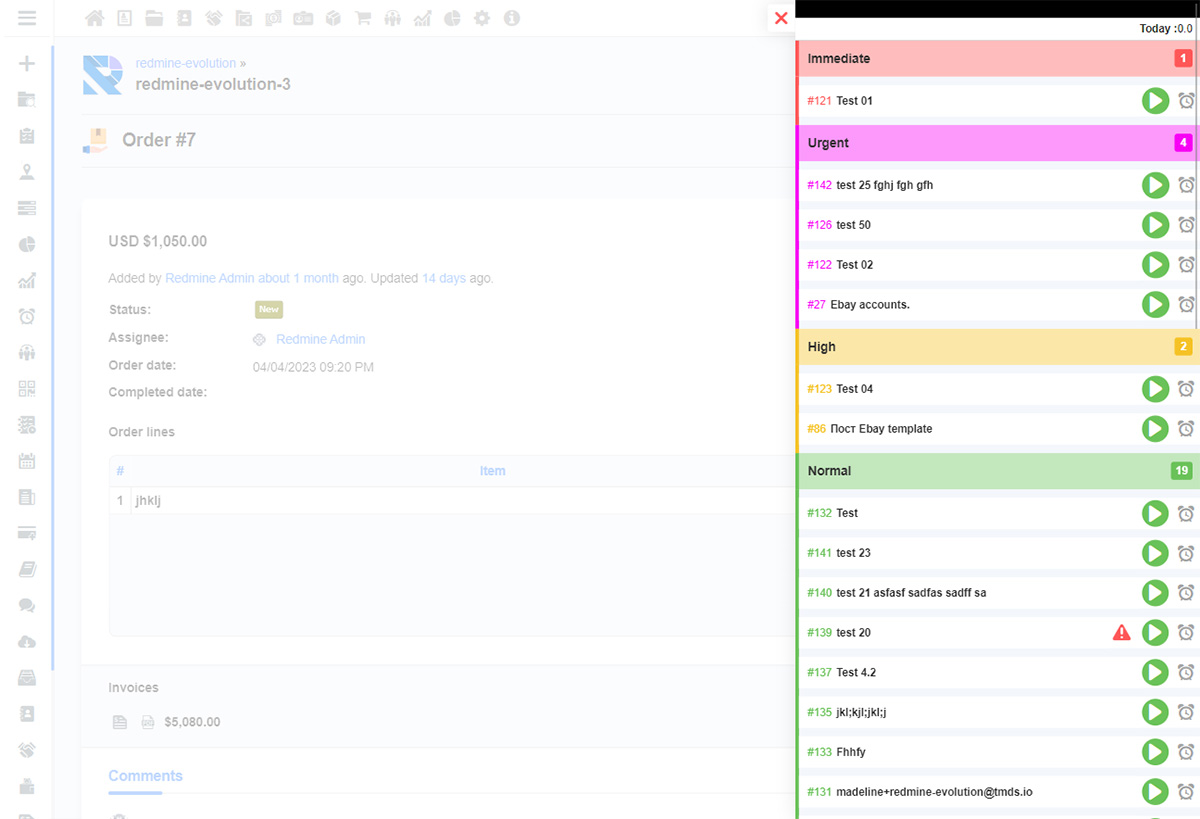 redmine-evolution »
redmine-evolution-3
Order #7
USD $1,050.00
Added by Redmine Admin about 1 month ago. Updated 14 days ago.
Status: New
Assignee: Redmine Admin
Order date: 04/04/2023 09:20 PM
Completed date:
Order lines
# Item
1 jhklj
Invoices
$5,080.00
Comments
Today :0.0
Immediate 1
#121 Test 01
Urgent 4
#142 test 25 fghj fgh gfh
#126 test 50
#122 Test 02
#27 Ebay accounts.
High 2
#123 Test 04
#86 Пост Ebay template
Normal 19
#132 Test
#141 test 23
#140 test 21 asfasf sadfas sadff sa
#139 test 20
#137 Test 4.2
#135 jkl;kjl;jkl;j
#133 Fhhfy
#131 madeline+redmine-evolution@tmds.io